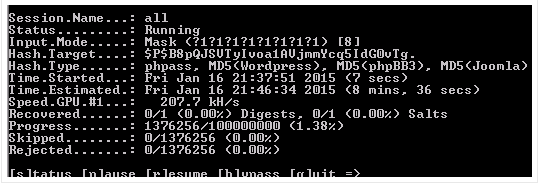 Session.Name...: all
Status.........: Running
Input.Mode.....: Mask (?1?1?1?1?1?1?1?1) [8]
Hash.Target....: $P$B8pQJSVTyIvoa1AVjmmYcq5IdG0vTg.
Hash.Type......: phpass, MD5(Wordpress), MD5(phpBB3), MD5(Joomla)
Time.Started...: Fri Jan 16 21:37:51 2015 (7 secs)
Time.Estimated.: Fri Jan 16 21:46:34 2015 (8 mins, 36 secs)
Speed.GPU.#1...:   207.7 kH/s
Recovered......: 0/1 (0.00%) Digests, 0/1 (0.00%) Salts
Progress.......: 1376256/100000000 (1.38%)
Skipped........: 0/1376256 (0.00%)
Rejected.......: 0/1376256 (0.00%)
[s]tatus [p]ause [r]esume [b]ypass [q]uit =>